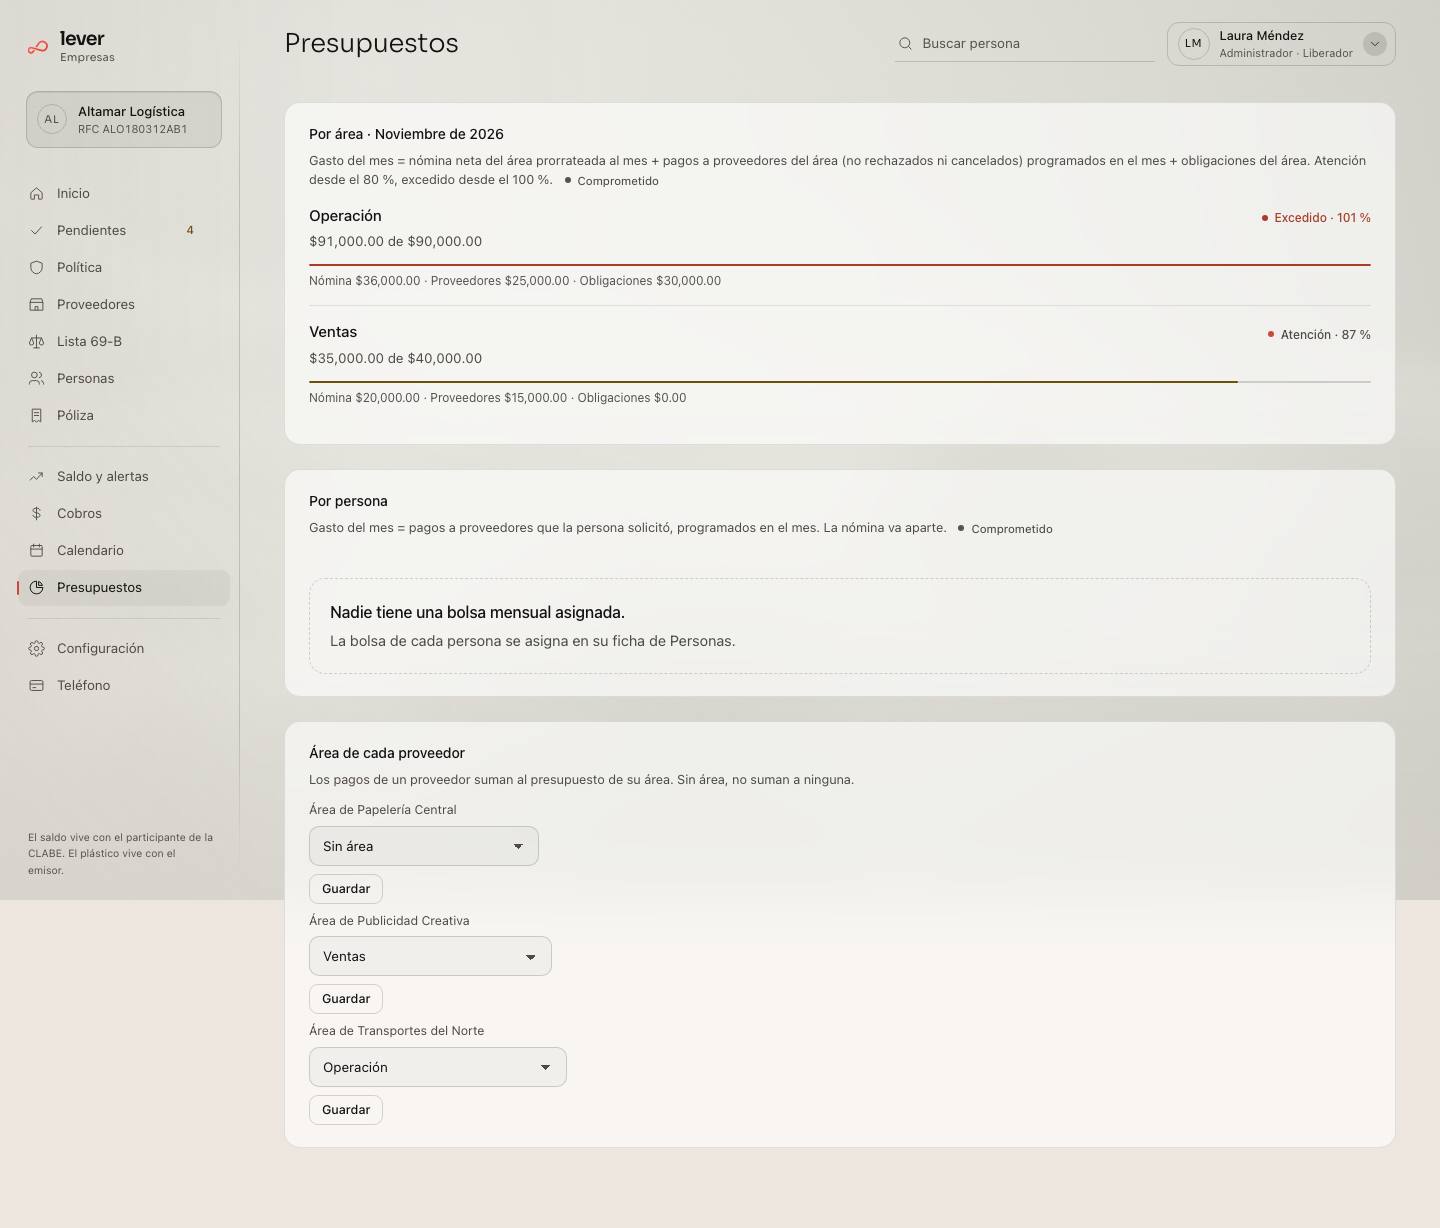 lever
Empresas
Altamar Logística
AL
RFC ALO180312AB1
Inicio
Pendientes 4
Política
Proveedores
Lista 69-B
Personas
Póliza
Saldo y alertas
Cobros
Calendario
Presupuestos
Configuración
Teléfono
El saldo vive con el participante de la
CLABE. El plástico vive con el
emisor.
Presupuestos
Buscar persona
LM
Laura Méndez
Administrador · Liberador
Por área · Noviembre de 2026
Gasto del mes = nómina neta del área prorrateada al mes + pagos a proveedores del área (no rechazados ni cancelados) programados en el mes + obligaciones del área. Atención
desde el 80 %, excedido desde el 100 %. Comprometido
Operación
Excedido · 101 %
$91,000.00 de $90,000.00
Nómina $36,000.00 · Proveedores $25,000.00 · Obligaciones $30,000.00
Ventas
Atención · 87 %
$35,000.00 de $40,000.00
Nómina $20,000.00 · Proveedores $15,000.00 · Obligaciones $0.00
Por persona
Gasto del mes = pagos a proveedores que la persona solicitó, programados en el mes. La nómina va aparte. Comprometido
Nadie tiene una bolsa mensual asignada.
La bolsa de cada persona se asigna en su ficha de Personas.
Área de cada proveedor
Los pagos de un proveedor suman al presupuesto de su área. Sin área, no suman a ninguna.
Área de Papelería Central
Sin área
Guardar
Área de Publicidad Creativa
Ventas
Guardar
Área de Transportes del Norte
Operación
Guardar